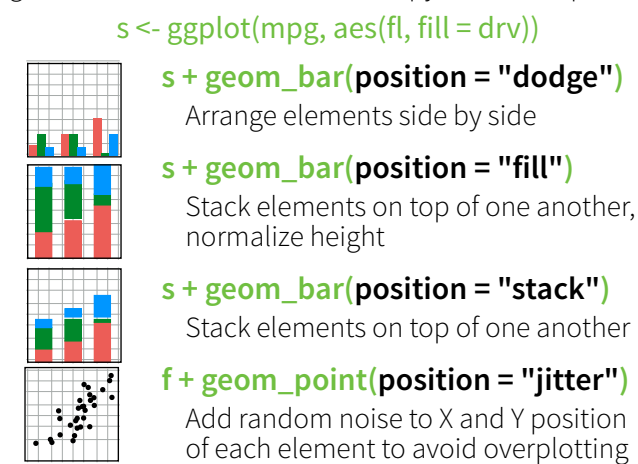 s <- ggplot(mpg, aes(fl, fill = drv))
s + geom_bar(position = "dodge")
Arrange elements side by side
s + geom_bar(position = "fill")
Stack elements on top of one another,
normalize height
s + geom_bar(position = "stack")
Stack elements on top of one another
f + geom_point(position = "jitter")
Add random noise to X and Y position
of each element to avoid overplotting